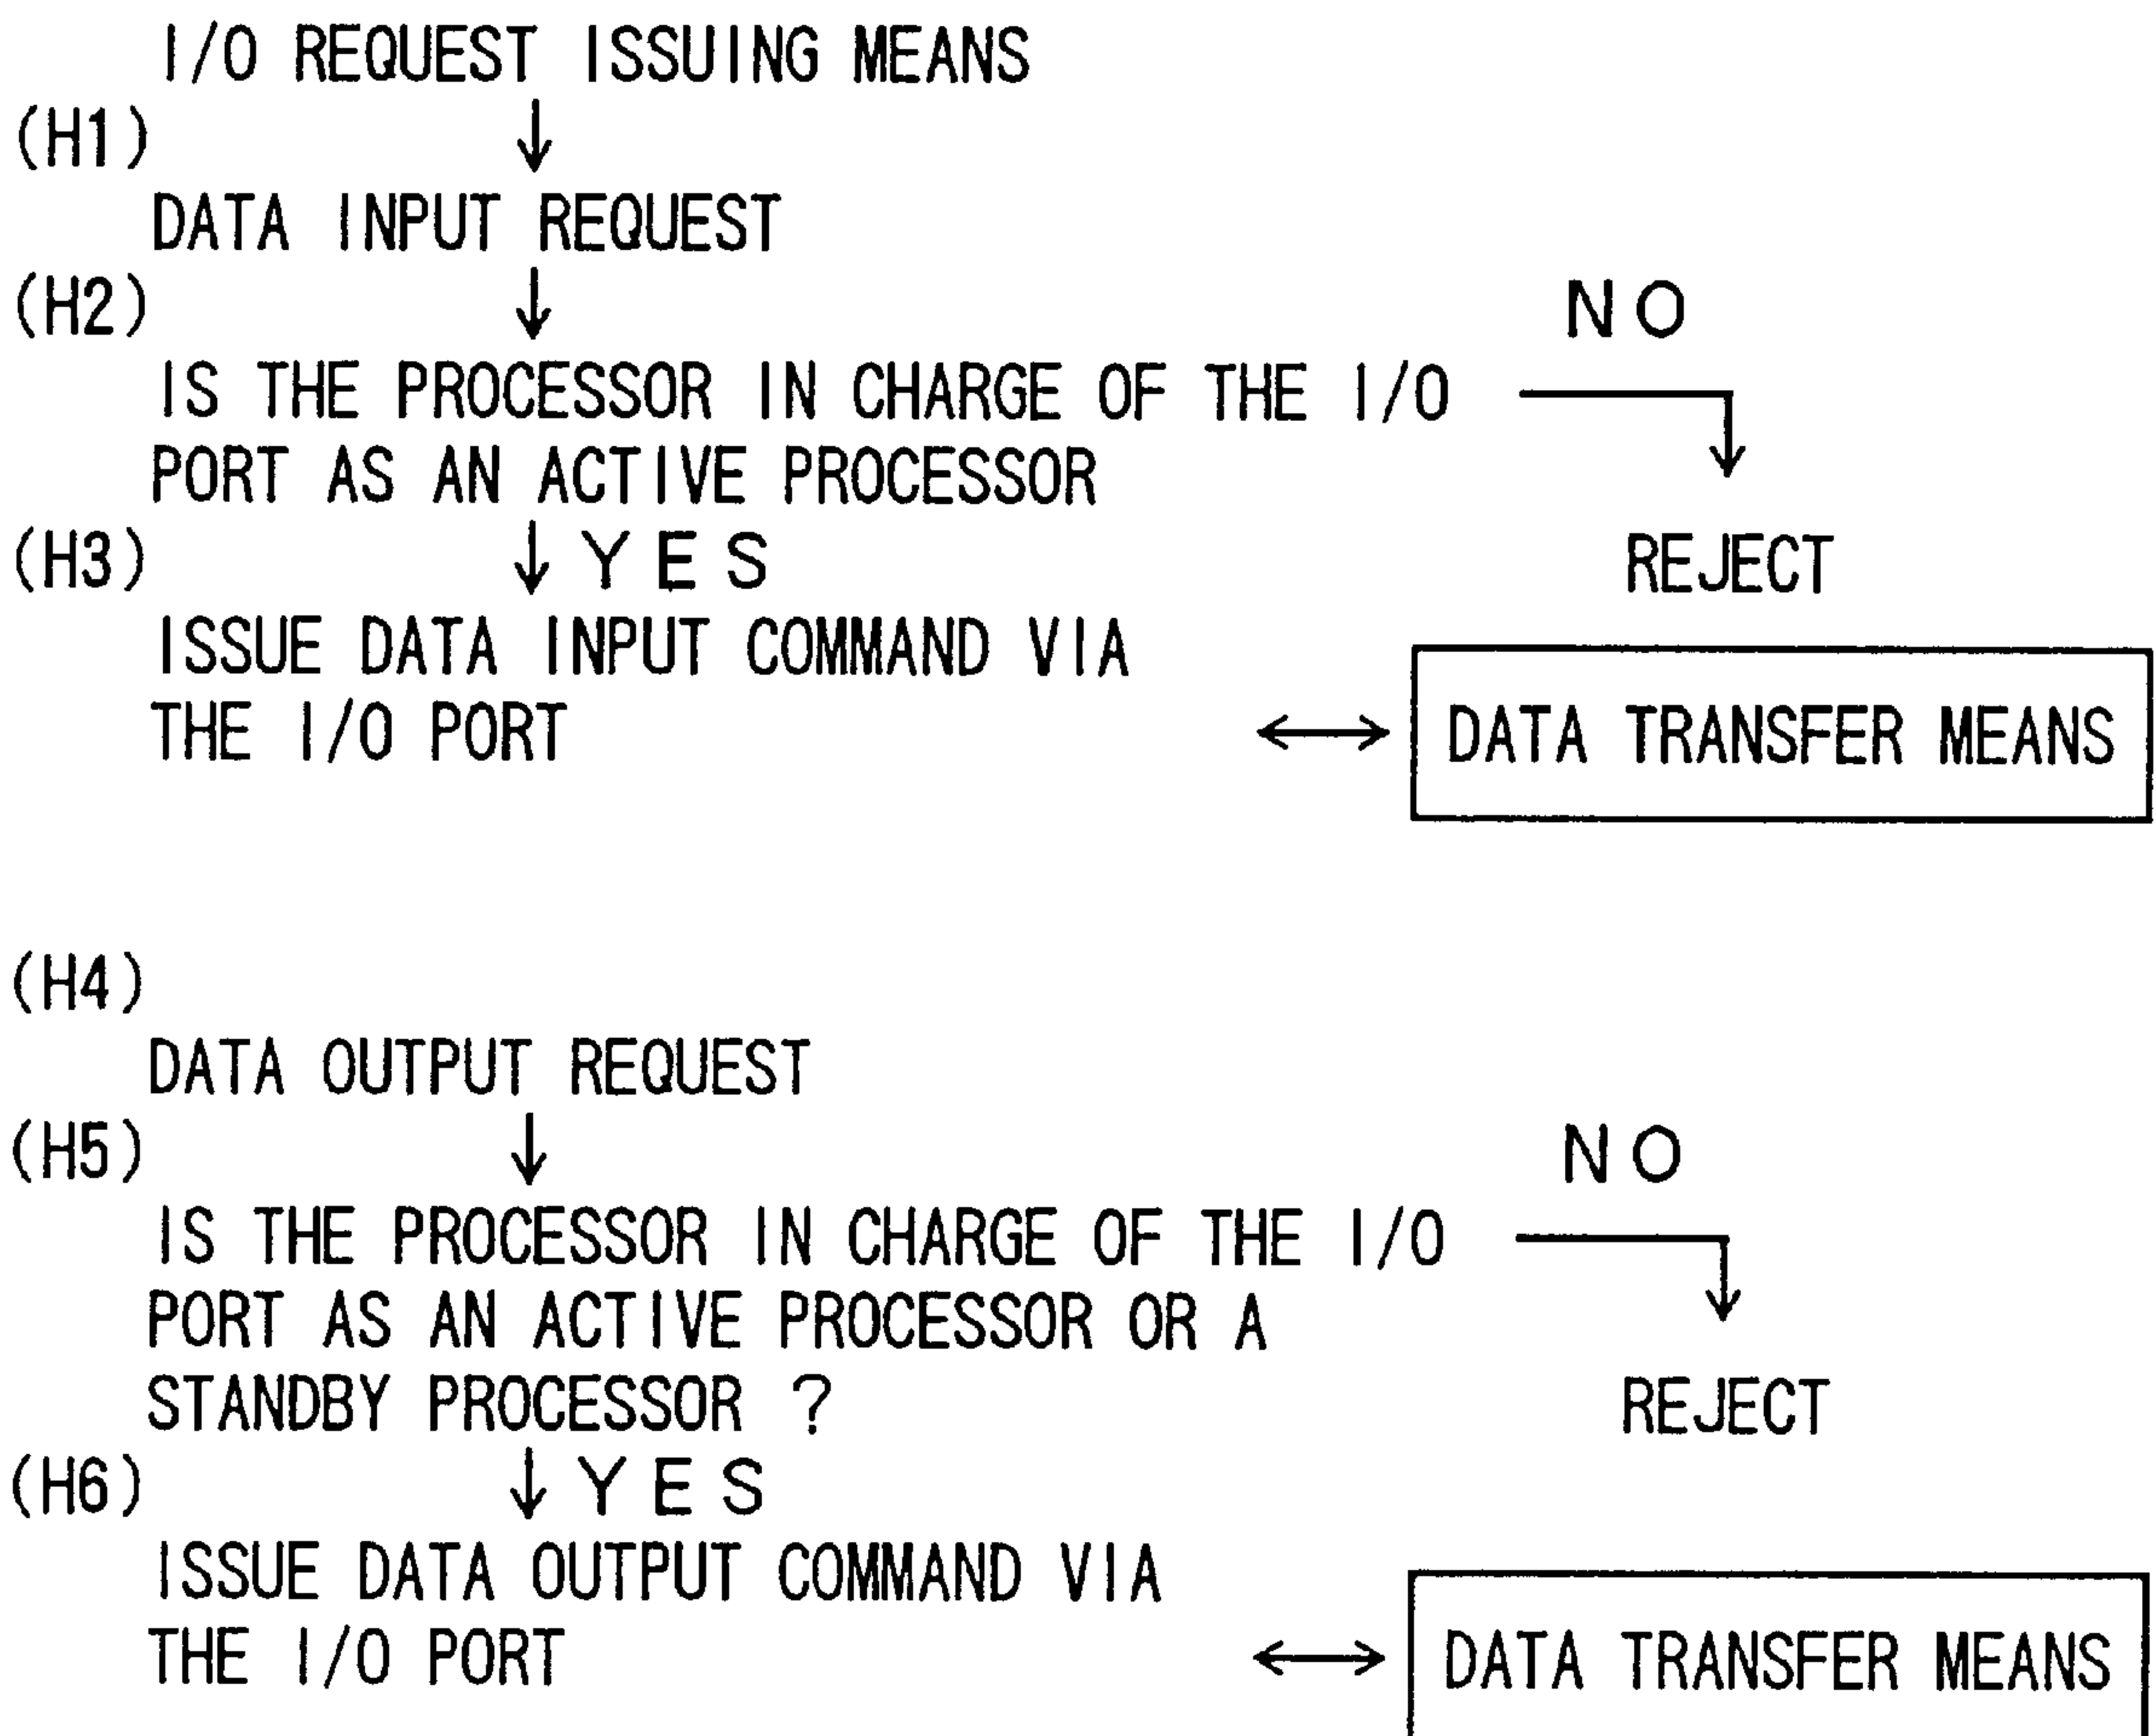 I/O REQUEST ISSUING MEANS
(H1)
DATA INPUT REQUEST
(H2)
NO
IS THE PROCESSOR IN CHARGE OF THE I/O
PORT AS AN ACTIVE PROCESSOR
(H3)
YES
REJECT
ISSUE DATA INPUT COMMAND VIA
THE I/O PORT
DATA TRANSFER MEANS
(H4)
DATA OUTPUT REQUEST
(H5)
NO
IS THE PROCESSOR IN CHARGE OF THE I/O
PORT AS AN ACTIVE PROCESSOR OR A
STANDBY PROCESSOR ?
REJECT
(H6)
YES
ISSUE DATA OUTPUT COMMAND VIA
THE I/O PORT
DATA TRANSFER MEANS